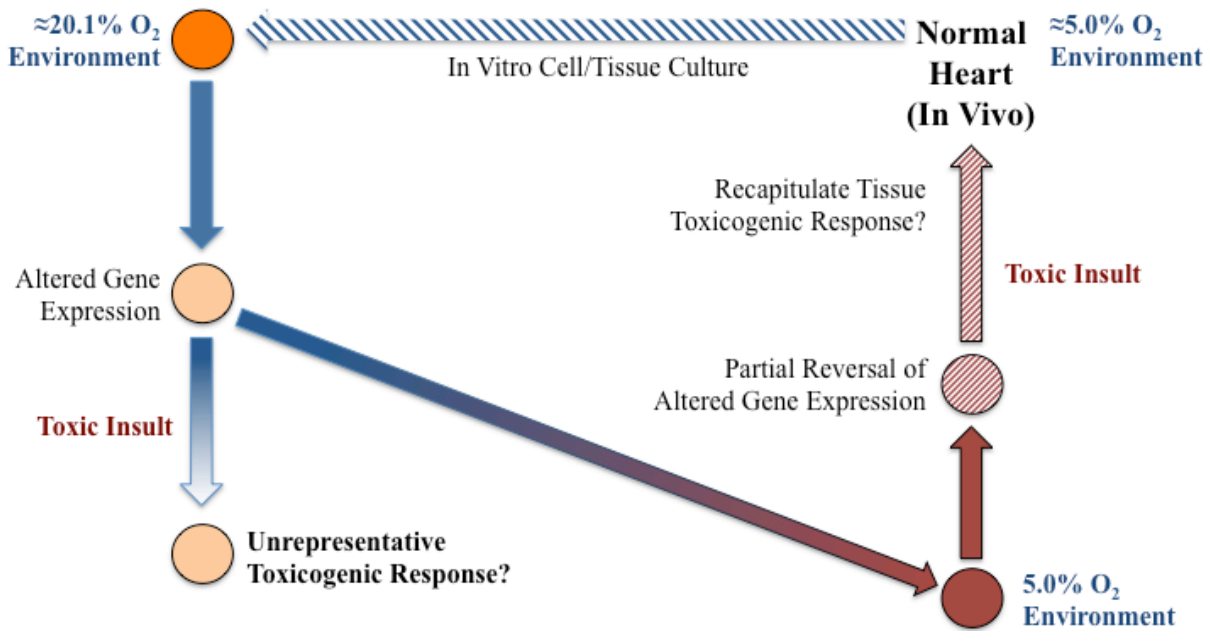 ≈20.1% O₂
Environment
In Vitro Cell/Tissue Culture
Normal
Heart
(In Vivo)
≈5.0% O₂
Environment
Recapitulate Tissue
Toxicogenic Response?
Toxic Insult
Altered Gene
Expression
Partial Reversal of
Altered Gene Expression
Toxic Insult
Unrepresentative
Toxicogenic Response?
5.0% O₂
Environment